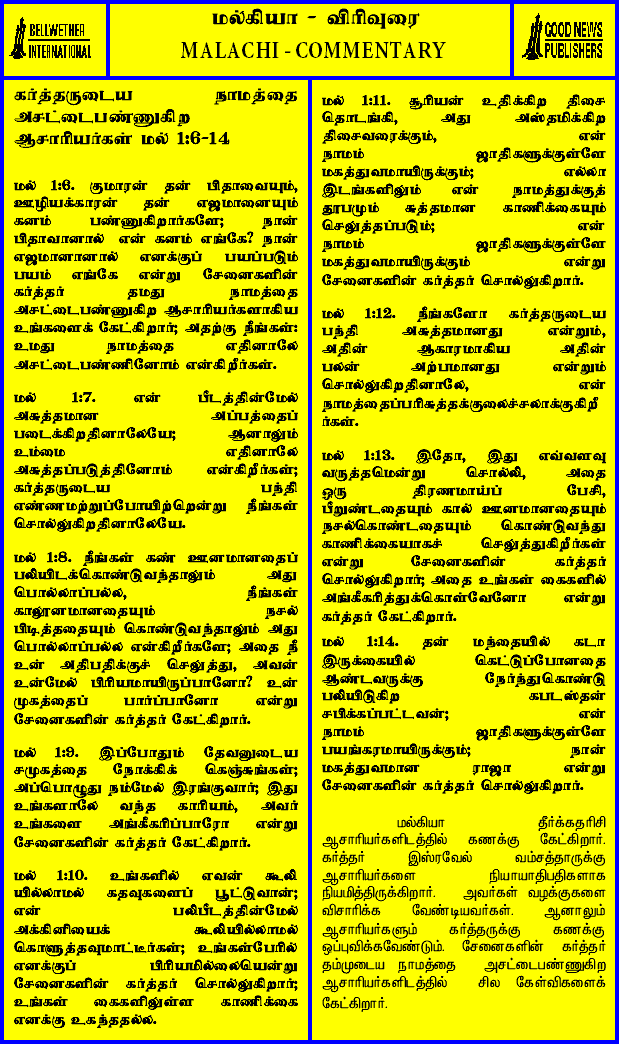 BELLWETHER
INTERNATIONAL
மல்கியா - விரிவுரை
MALACHI - COMMENTARY
GOOD NEWS
PUBLISHERS
கர்த்தருடைய நாமத்தை
அசட்டைபண்ணுகிற
ஆசாரியர்கள் மல் 1:6-14
மல் 1:6. குமாரன் தன் பிதாவையும்,
ஊழியக்காரன் தன் எஜமானையும்
கனம் பண்ணுகிறார்களே; நான்
பிதாவானால் என் கனம் எங்கே? நான்
எஜமானானால் எனக்குப் பயப்படும்
பயம் எங்கே என்று சேனைகளின்
கர்த்தர் தமது நாமத்தை
அசட்டைபண்ணுகிற ஆசாரியர்களாகிய
உங்களைக் கேட்கிறார்; அதற்கு நீங்கள்:
உமது நாமத்தை எதினாலே
அசட்டைபண்ணினோம் என்கிறீர்கள்.
மல் 1:7. என் பீடத்தின்மேல்
அசுத்தமான அப்பத்தைப்
படைக்கிறதினாலேயே; ஆனாலும்
உம்மை எதினாலே
அசுத்தப்படுத்தினோம் என்கிறீர்கள்;
கர்த்தருடைய பந்தி
எண்ணமற்றுப்போயிற்றென்று நீங்கள்
சொல்லுகிறதினாலேயே.
மல் 1:8. நீங்கள் கண் ஊனமானதைப்
பலியிடக்கொண்டுவந்தாலும் அது
பொல்லாப்பல்ல, நீங்கள்
காலூனமானதையும் நசல்
பிடித்ததையும் கொண்டுவந்தாலும் அது
பொல்லாப்பல்ல என்கிறீர்களே; அதை நீ
உன் அதிபதிக்குச் செலுத்து, அவன்
உன்மேல் பிரியமாயிருப்பானோ? உன்
முகத்தைப் பார்ப்பானோ என்று
சேனைகளின் கர்த்தர் கேட்கிறார்.
மல் 1:9. இப்போதும் தேவனுடைய
சமுகத்தை நோக்கிக் கெஞ்சுங்கள்;
அப்பொழுது நம்மேல் இரங்குவார்; இது
உங்களாலே வந்த காரியம், அவர்
உங்களை அங்கீகரிப்பாரோ என்று
சேனைகளின் கர்த்தர் கேட்கிறார்.
மல் 1:10. உங்களில் எவன் கூலி
யில்லாமல் கதவுகளைப் பூட்டுவான்;
என் பலிபீடத்தின்மேல்
அக்கினியைக் கூலியில்லாமல்
கொளுத்தவுமாட்டீர்கள்; உங்கள்பேரில்
எனக்குப் பிரியமில்லையென்று
சேனைகளின் கர்த்தர் சொல்லுகிறார்;
உங்கள் கைகளிலுள்ள காணிக்கை
எனக்கு உகந்ததல்ல.
மல் 1:11. சூரியன் உதிக்கிற திசை
தொடங்கி, அது அஸ்தமிக்கிற
திசைவரைக்கும், என்
நாமம் ஜாதிகளுக்குள்ளே
மகத்துவமாயிருக்கும்; எல்லா
இடங்களிலும் என் நாமத்துக்குத்
தூபமும் சுத்தமான காணிக்கையும்
செலுத்தப்படும்; என்
நாமம் ஜாதிகளுக்குள்ளே
மகத்துவமாயிருக்கும் என்று
சேனைகளின் கர்த்தர் சொல்லுகிறார்.
மல் 1:12. நீங்களோ கர்த்தருடைய
பந்தி அசுத்தமானது என்றும்,
அதின் ஆகாரமாகிய அதின்
பலன் அற்பமானது என்றும்
சொல்லுகிறதினாலே, என்
நாமத்தைப்பரிசுத்தக்குலைச்சலாக்குகிறீ
ர்கள்.
மல் 1:13. இதோ, இது எவ்வளவு
வருத்தமென்று சொல்லி, அதை
ஒரு திரணமாய்ப் பேசி,
பீறுண்டதையும் கால் ஊனமானதையும்
நசல்கொண்டதையும் கொண்டுவந்து
காணிக்கையாகச் செலுத்துகிறீர்கள்
என்று சேனைகளின் கர்த்தர்
சொல்லுகிறார்; அதை உங்கள் கைகளில்
அங்கீகரித்துக்கொள்வேனோ என்று
கர்த்தர் கேட்கிறார்.
மல் 1:14. தன் மந்தையில் கடா
இருக்கையில் கெட்டுப்போனதை
ஆண்டவருக்கு நேர்ந்துகொண்டு
பலியிடுகிற கபடஸ்தன்
சபிக்கப்பட்டவன்; என்
நாமம் ஜாதிகளுக்குள்ளே
பயங்கரமாயிருக்கும்; நான்
மகத்துவமான ராஜா என்று
சேனைகளின் கர்த்தர் சொல்லுகிறார்.
மல்கியா தீர்க்கதரிசி
ஆசாரியர்களிடத்தில் கணக்கு கேட்கிறார்.
கர்த்தர் இஸ்ரவேல் வம்சத்தாருக்கு
ஆசாரியர்களை நியாயாதிபதிகளாக
நியமித்திருக்கிறார். அவர்கள் வழக்குகளை
விசாரிக்க வேண்டியவர்கள். ஆனாலும்
ஆசாரியர்களும் கர்த்தருக்கு கணக்கு
ஒப்புவிக்கவேண்டும். சேனைகளின் கர்த்தர்
தம்முடைய நாமத்தை அசட்டைபண்ணுகிற
ஆசாரியர்களிடத்தில் சில கேள்விகளைக்
கேட்கிறார்.